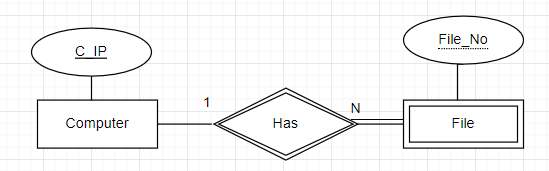 C_IP
File_No
1
N
Computer
Has
File